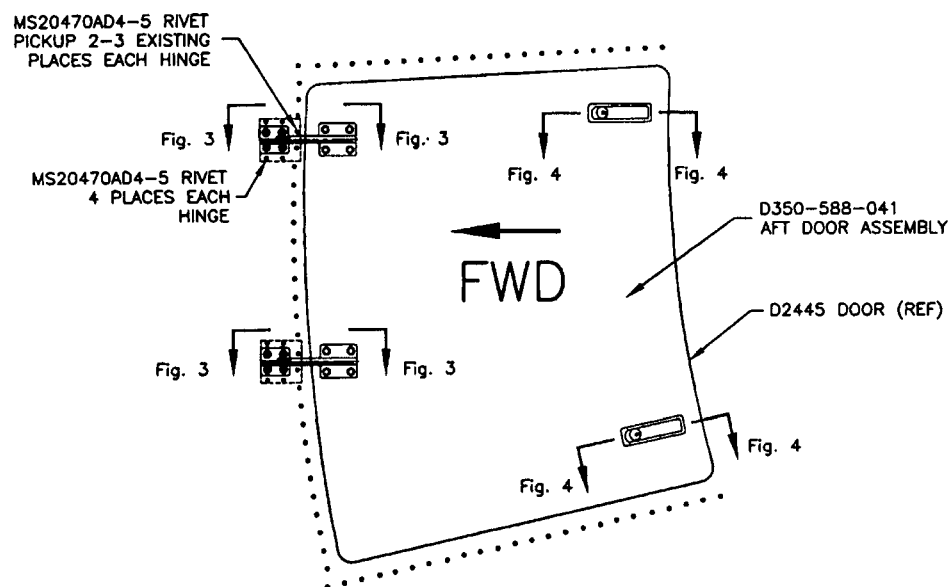 MS20470AD4-5 RIVET
PICKUP 2-3 EXISTING
PLACES EACH HINGE
Fig. 3
Fig. 3
Fig. 4
Fig. 4
MS20470AD4-5 RIVET
4 PLACES EACH
HINGE
D350-588-041
AFT DOOR ASSEMBLY
FWD
D2445 DOOR (REF)
Fig. 3
Fig. 3
Fig. 4
Fig. 4